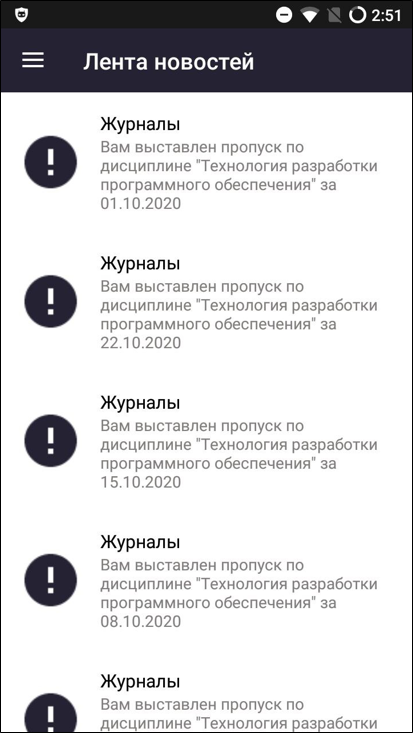 2:51
Лента новостей
Журналы
Вам выставлен пропуск по
дисциплине "Технология разработки
программного обеспечения" за
01.10.2020
Журналы
Вам выставлен пропуск по
дисциплине "Технология разработки
программного обеспечения" за
22.10.2020
Журналы
Вам выставлен пропуск по
дисциплине "Технология разработки
программного обеспечения" за
15.10.2020
Журналы
Вам выставлен пропуск по
дисциплине "Технология разработки
программного обеспечения" за
08.10.2020
Журналы
Вам выставлен пропуск по
дисциплине "Технология разработки